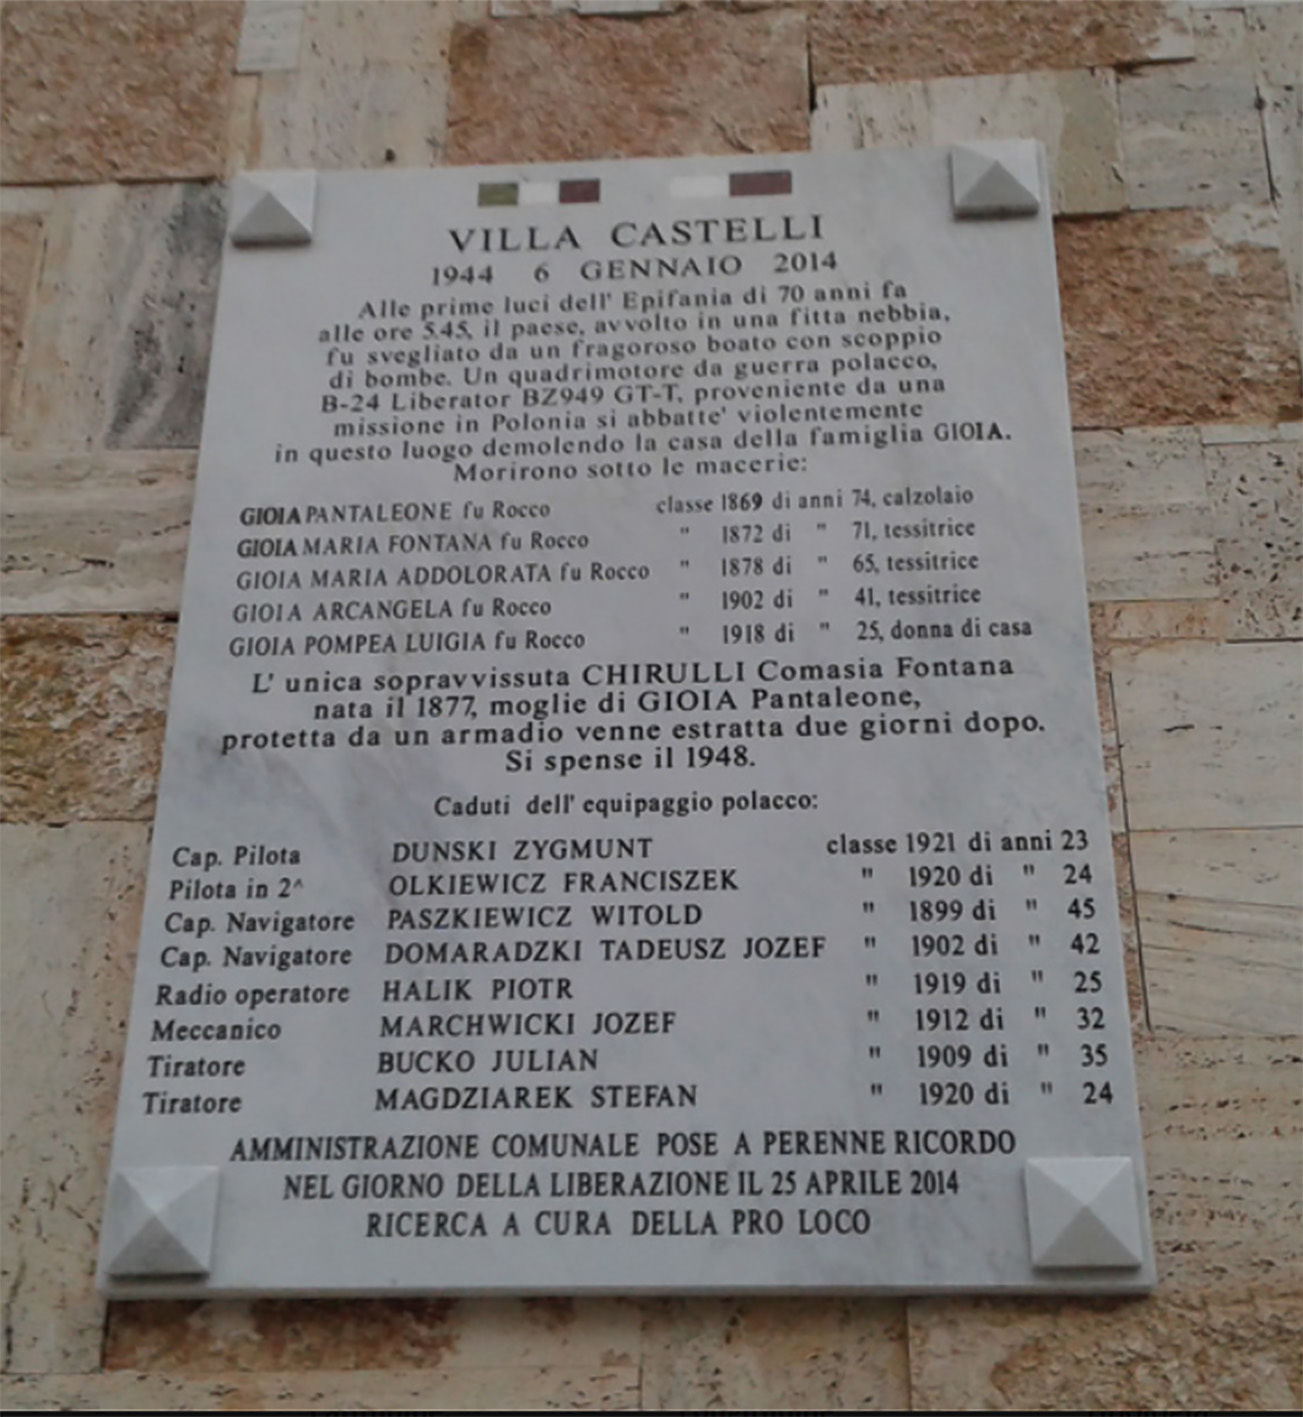 VILLA CASTELLI
1944 6 GENNAIO 2014
Alle prime luci dell' Epifania di 70 anni fa
alle ore 5.45, il paese, avvolto in una fitta nebbia,
fu svegliato da un fragoroso boato con scoppio
di bombe. Un quadrimotore da guerra polacco,
B-24 Liberator BZ949 GT-T, proveniente da una
missione in Polonia si abbatte' violentemente
in questo luogo demolendo la casa della famiglia GIOIA.
Morirono sotto le macerie:
GIOIA PANTALEONE fu Rocco classe 1869 di anni 74, calzolaio
GIOIA MARIA FONTANA fu Rocco " 1872 di " 71, tessitrice
GIOIA MARIA ADDOLORATA fu Rocco " 1878 di " 65, tessitrice
GIOIA ARCANGELA fu Rocco " 1902 di " 41, tessitrice
GIOIA POMPEA LUIGIA fu Rocco " 1918 di " 25, donna di casa
L' unica sopravvissuta CHIRULLI Comasia Fontana
nata il 1877, moglie di GIOIA Pantaleone,
protetta da un armadio venne estratta due giorni dopo.
Si spense il 1948.
Caduti dell' equipaggio polacco:
Cap. Pilota DUNSKI ZYGMUNT classe 1921 di anni 23
Pilota in 2^ OLKIEWICZ FRANCISZEK " 1920 di " 24
Cap. Navigatore PASZKIEWICZ WITOLD " 1899 di " 45
Cap. Navigatore DOMARADZKI TADEUSZ JOZEF " 1902 di " 42
Radio operatore HALIK PIOTR " 1919 di " 25
Meccanico MARCHWICKI JOZEF " 1912 di " 32
Tiratore BUCKO JULIAN " 1909 di " 35
Tiratore MAGDZIAREK STEFAN " 1920 di " 24
AMMINISTRAZIONE COMUNALE POSE A PERENNE RICORDO
NEL GIORNO DELLA LIBERAZIONE IL 25 APRILE 2014
RICERCA A CURA DELLA PRO LOCO